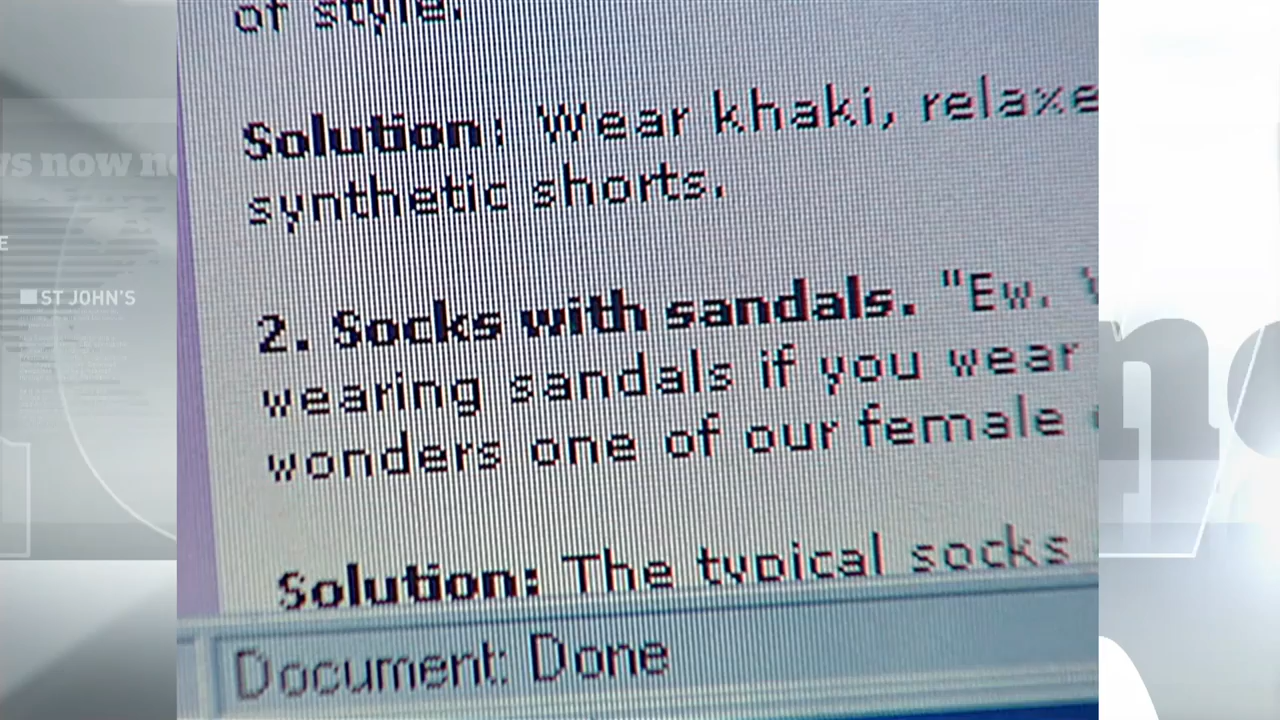 of style.
Solution: Wear khaki, relaxe
synthetic shorts.
2. Socks with sandals. "Ew.
wearing sandals if you wear
wonders one of our female
Solution: The typical socks
Document: Done
now
ST JOHN'S